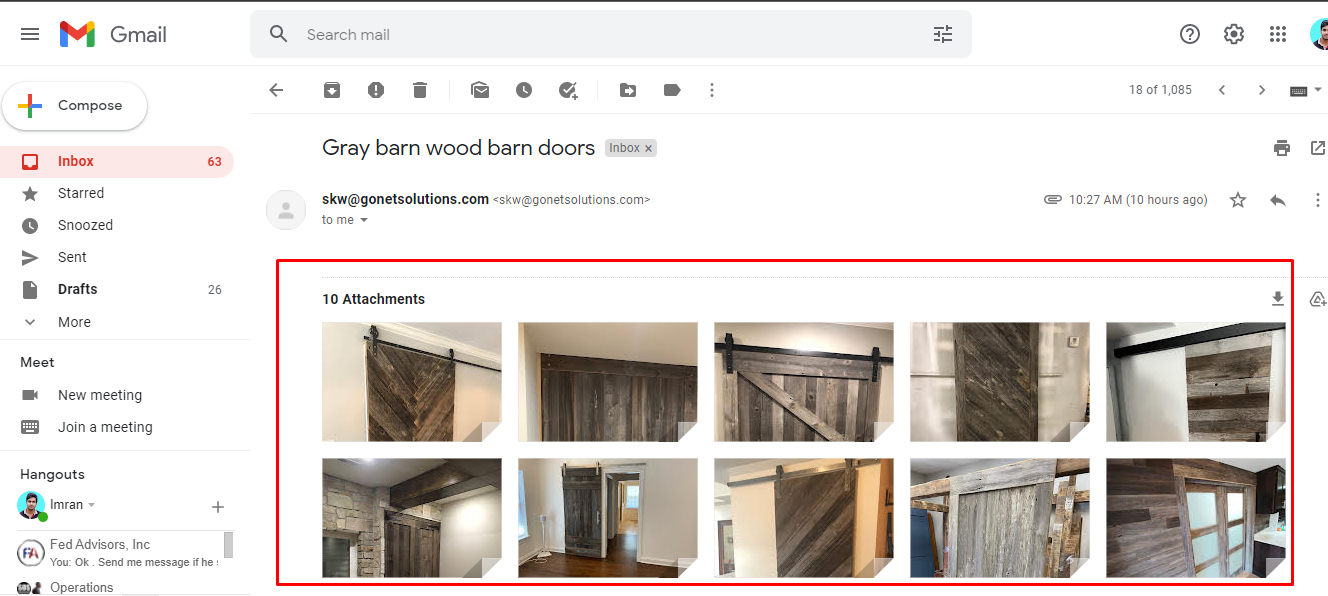 Gmail
Search mail
Compose
18 of 1,085
Inbox 63
Starred
Snoozed
Sent
Drafts 26
More
Meet
New meeting
Join a meeting
Hangouts
Imran
Fed Advisors, Inc
You: Ok . Send me message if he
Operations
Gray barn wood barn doors Inbox x
skw@gonetsolutions.com <skw@gonetsolutions.com> 10:27 AM (10 hours ago)
to me
10 Attachments